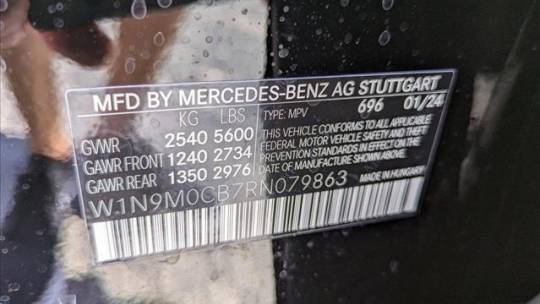 MFD BY MERCEDES-BENZ AG STUTTGART
KG LBS TYPE: MPV 696 01/24
GVWR 2540 5600 THIS VEHICLE CONFORMS TO ALL APPLICABLE
GAWR FRONT 1240 2734 FEDERAL MOTOR VEHICLE SAFETY AND THEFT
GAWR REAR 1350 2976 PREVENTION STANDARDS IN EFFECT ON THE
DATE OF MANUFACTURE SHOWN ABOVE.
W1N9M0CB7RN079863 MADE IN HUNGARY